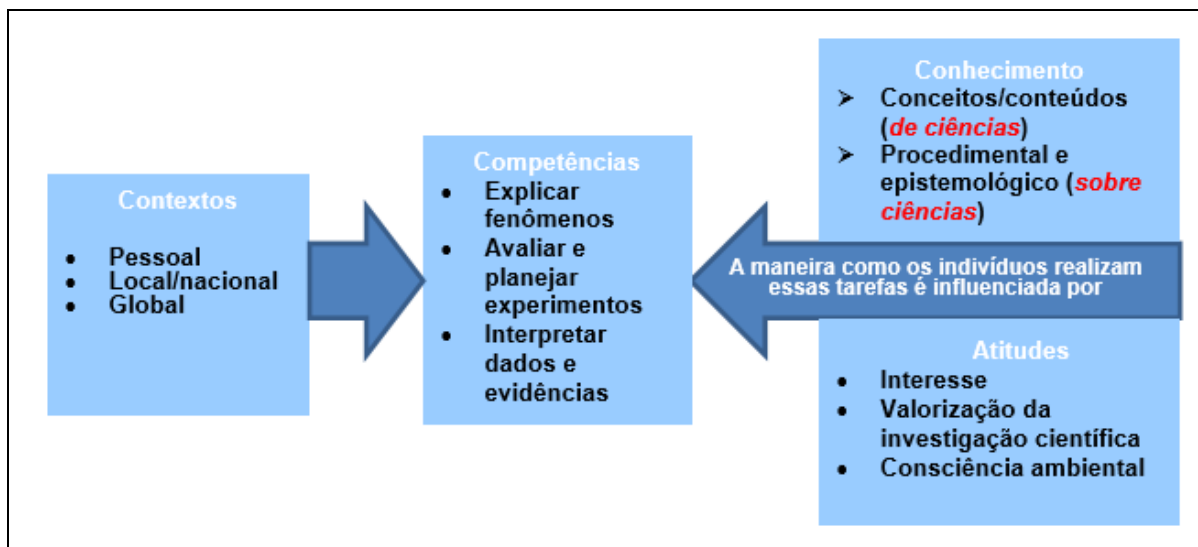 Contextos
• Pessoal
• Local/nacional
• Global
Competências
• Explicar
fenômenos
• Avaliar e
planejar
experimentos
• Interpretar
dados e
evidências
Conhecimento
➤ Conceitos/conteúdos
(de ciências)
➤ Procedimental e
epistemológico (sobre
ciências)
A maneira como os indivíduos realizam
essas tarefas é influenciada por
Atitudes
• Interesse
• Valorização da
investigação científica
• Consciência ambiental